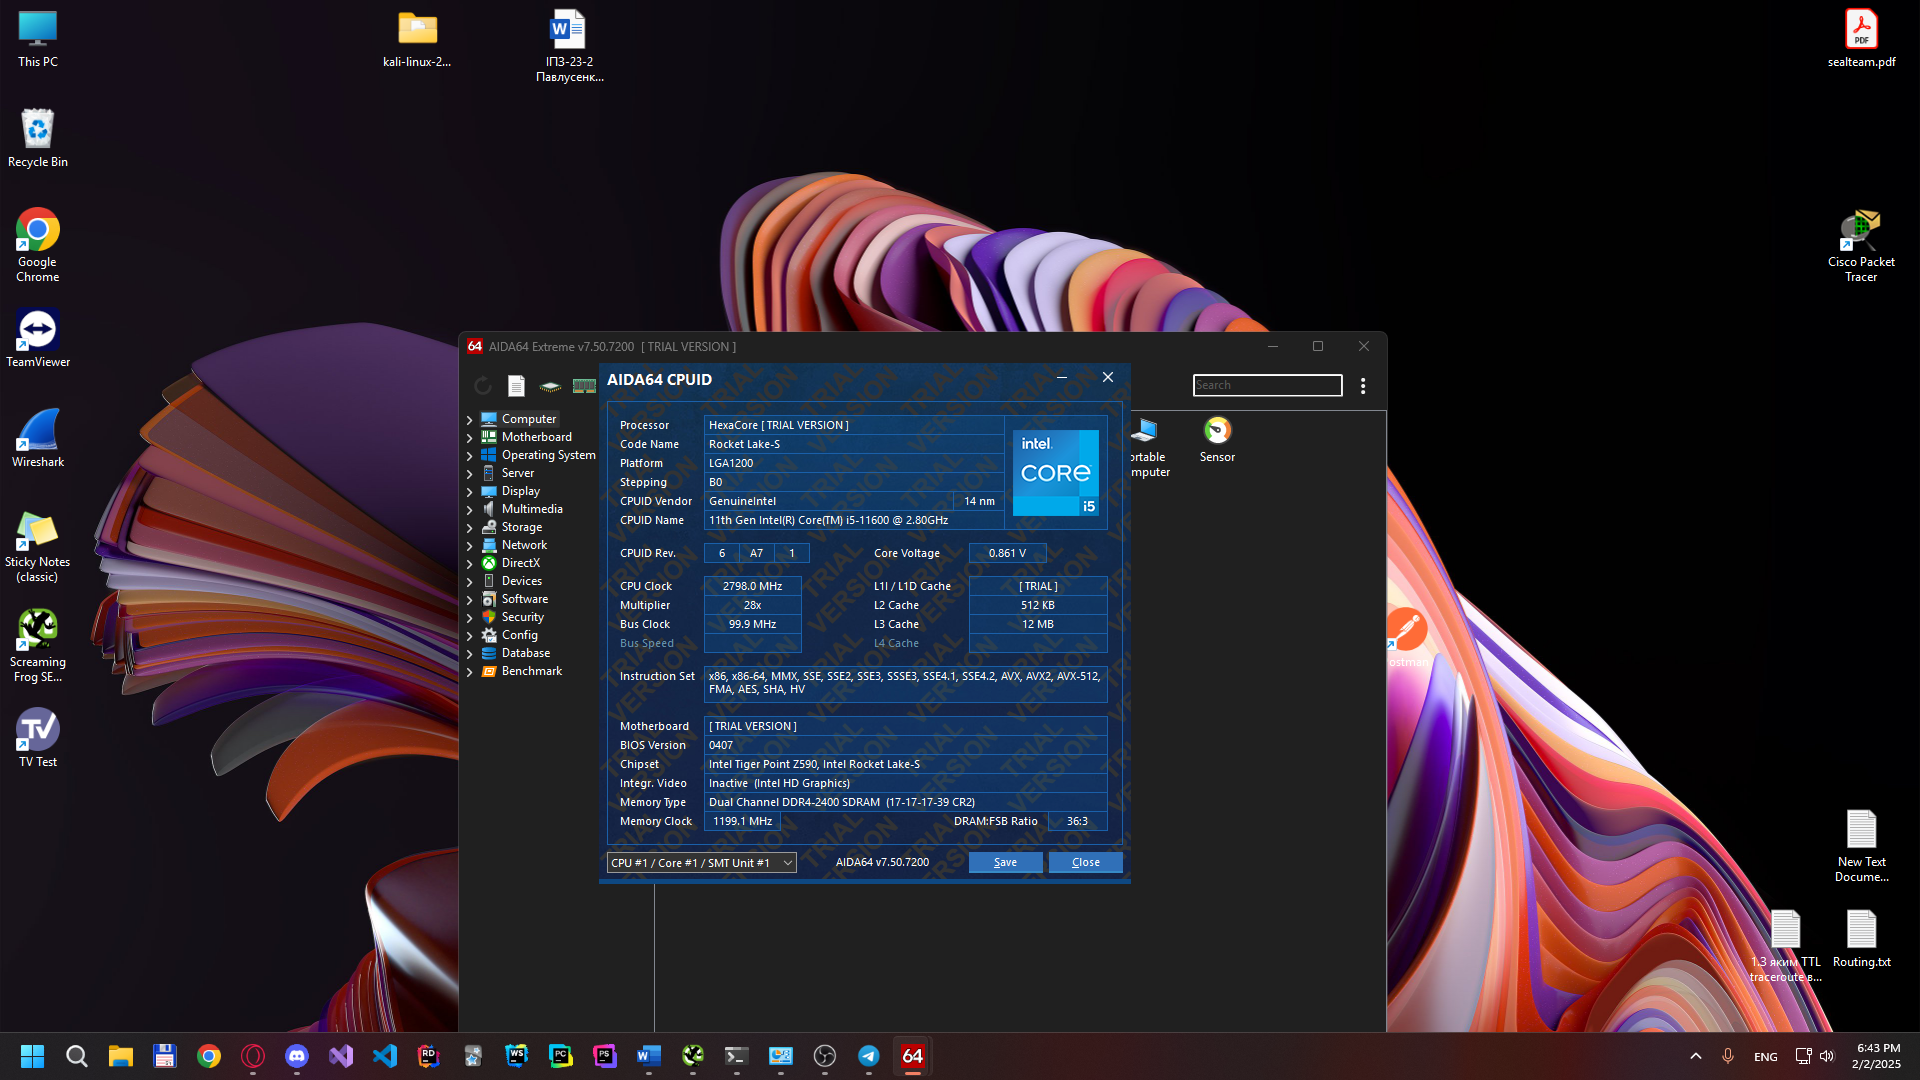 This PC
kali-linux-2...
ІПЗ-23-2
Павлусенк...
sealteam.pdf
Recycle Bin
Google
Chrome
Cisco Packet
Tracer
TeamViewer
Wireshark
Sticky Notes
(classic)
Screaming
Frog SE...
TV Test
64 AIDA64 Extreme v7.50.7200 [ TRIAL VERSION ]
Search
AIDA64 CPUID
Computer
Motherboard
Operating System
Server
Display
Multimedia
Storage
Network
DirectX
Devices
Software
Security
Config
Database
Benchmark
ortable
mputer
Sensor
Processor HexaCore [ TRIAL VERSION ]
Code Name Rocket Lake-S
Platform LGA1200
Stepping B0
CPUID Vendor GenuineIntel 14 nm
CPUID Name 11th Gen Intel(R) Core(TM) i5-11600 @ 2.80GHz
intel.
CORE
i5
CPUID Rev. 6 A7 1 Core Voltage 0.861 V
CPU Clock 2798.0 MHz L1I / L1D Cache [ TRIAL ]
Multiplier 28x L2 Cache 512 KB
Bus Clock 99.9 MHz L3 Cache 12 MB
Bus Speed L4 Cache
Instruction Set x86, x86-64, MMX, SSE, SSE2, SSE3, SSSE3, SSE4.1, SSE4.2, AVX, AVX2, AVX-512,
FMA, AES, SHA, HV
Motherboard [ TRIAL VERSION ]
BIOS Version 0407
Chipset Intel Tiger Point Z590, Intel Rocket Lake-S
Integr. Video Inactive (Intel HD Graphics)
Memory Type Dual Channel DDR4-2400 SDRAM (17-17-17-39 CR2)
Memory Clock 1199.1 MHz DRAM:FSB Ratio 36:3
CPU #1 / Core #1 / SMT Unit #1 AIDA64 v7.50.7200 Save Close
TRIAL VERSION
ostman
New Text
Docume...
1.3 яким TTL
traceroute в...
Routing.txt
ENG
6:43 PM
2/2/2025